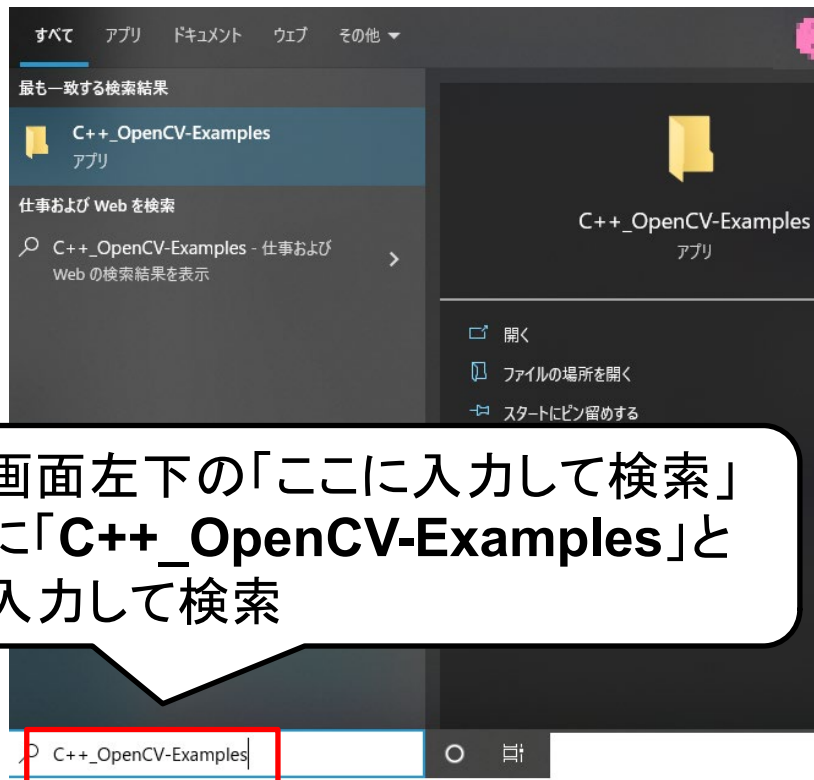 すべて アプリ ドキュメント ウェブ その他
最も一致する検索結果
C++_OpenCV-Examples
アプリ
仕事および Web を検索
C++_OpenCV-Examples - 仕事および
Web の検索結果を表示
C++_OpenCV-Examples
アプリ
開く
ファイルの場所を開く
スタートにピン留めする
画面左下の「ここに入力して検索」
に「C++_OpenCV-Examples」と
入力して検索
C++_OpenCV-Examples